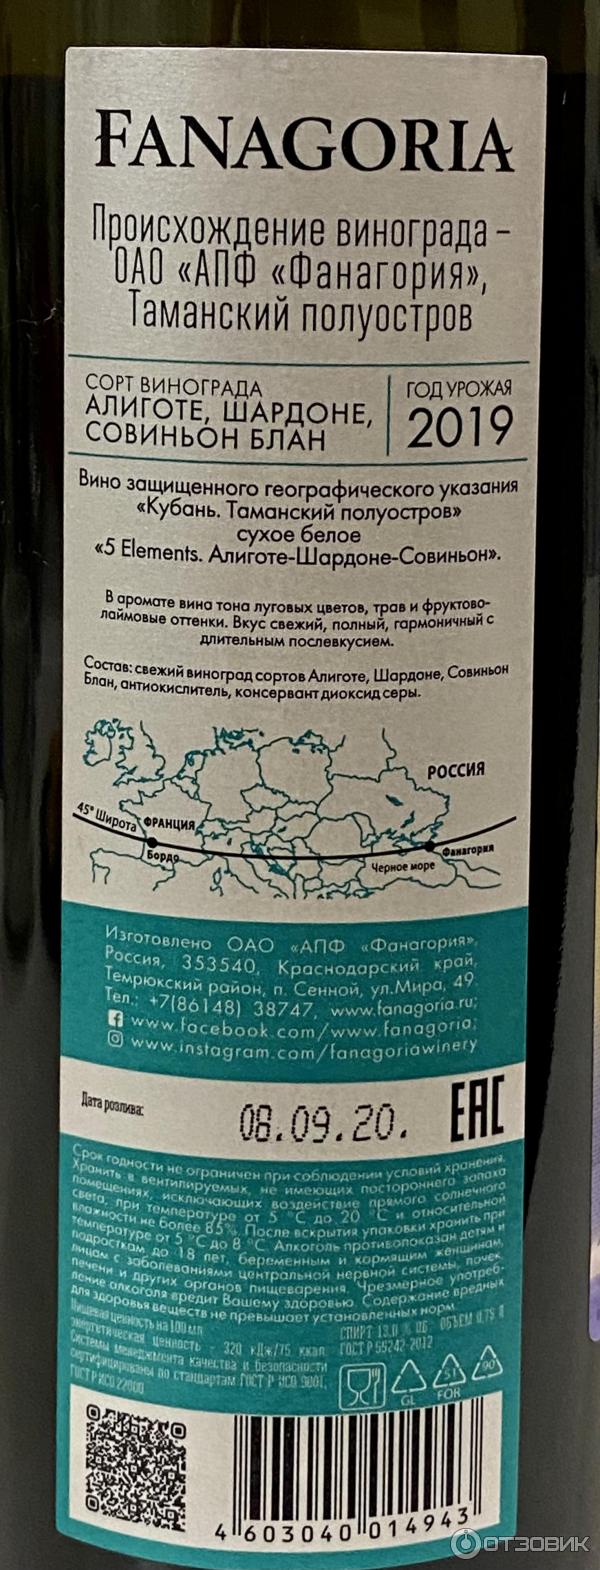 FANAGORIA
Происхождение винограда –
ОАО «АПФ «Фанагория»,
Таманский полуостров
СОРТ ВИНОГРАДА
АЛИГОТЕ, ШАРДОНЕ,
СОВИНЬОН БЛАН
ГОД УРОЖАЯ
2019
Вино защищенного географического указания
«Кубань. Таманский полуостров»
сухое белое
«5 Elements. Алиготе-Шардоне-Совиньон».
В аромате вина тона луговых цветов, трав и фруктово-
лаймовые оттенки. Вкус свежий, полный, гармоничный с
длительным послевкусием.
Состав: свежий виноград сортов Алиготе, Шардоне, Совиньон
Блан, антиокислитель, консервант диоксид серы.
РОССИЯ
45° Широта
ФРАНЦИЯ
Бордо
Черное море
Фанагория
Изготовлено ОАО «АПФ «Фанагория»,
Россия, 353540, Краснодарский край,
Темрюкский район, п. Сенной, ул.Мира, 49.
Тел.: +7(86148) 38747, www.fanagoria.ru;
www.facebook.com/www.fanagoria;
www.instagram.com/fanagoriawinery
Дата розлива:
08.09.20.
EAC
Срок годности не ограничен при соблюдении условий хранения.
Хранить в вентилируемых, не имеющих постороннего запаха
помещениях, исключающих воздействие прямого солнечного
света, при температуре от 5 °С до 20 °С и относительной
влажности не более 85%. После вскрытия упаковки хранить при
температуре от 5 °С до 8 °С. Алкоголь противопоказан детям и
подросткам до 18 лет, беременным и кормящим женщинам,
лицам с заболеваниями центральной нервной системы, почек,
печени и других органов пищеварения. Чрезмерное употреб-
ление алкоголя вредит Вашему здоровью. Содержание вредных
для здоровья веществ не превышает установленных норм.
Пищевая ценность на 100 мл
энергетическая ценность - 320 кДж/75 ккал
Системы менеджмента качества и безопасности
сертифицированы по стандартам ГОСТ Р ИСО 9001,
ГОСТ Р ИСО 22000
СПИРТ 13,0 % ОБ. ОБЪЕМ 0,75 Л
ГОСТ Р 55242-2012
GL
51
FOR
90
4 603040 014943
ОТЗОВИК